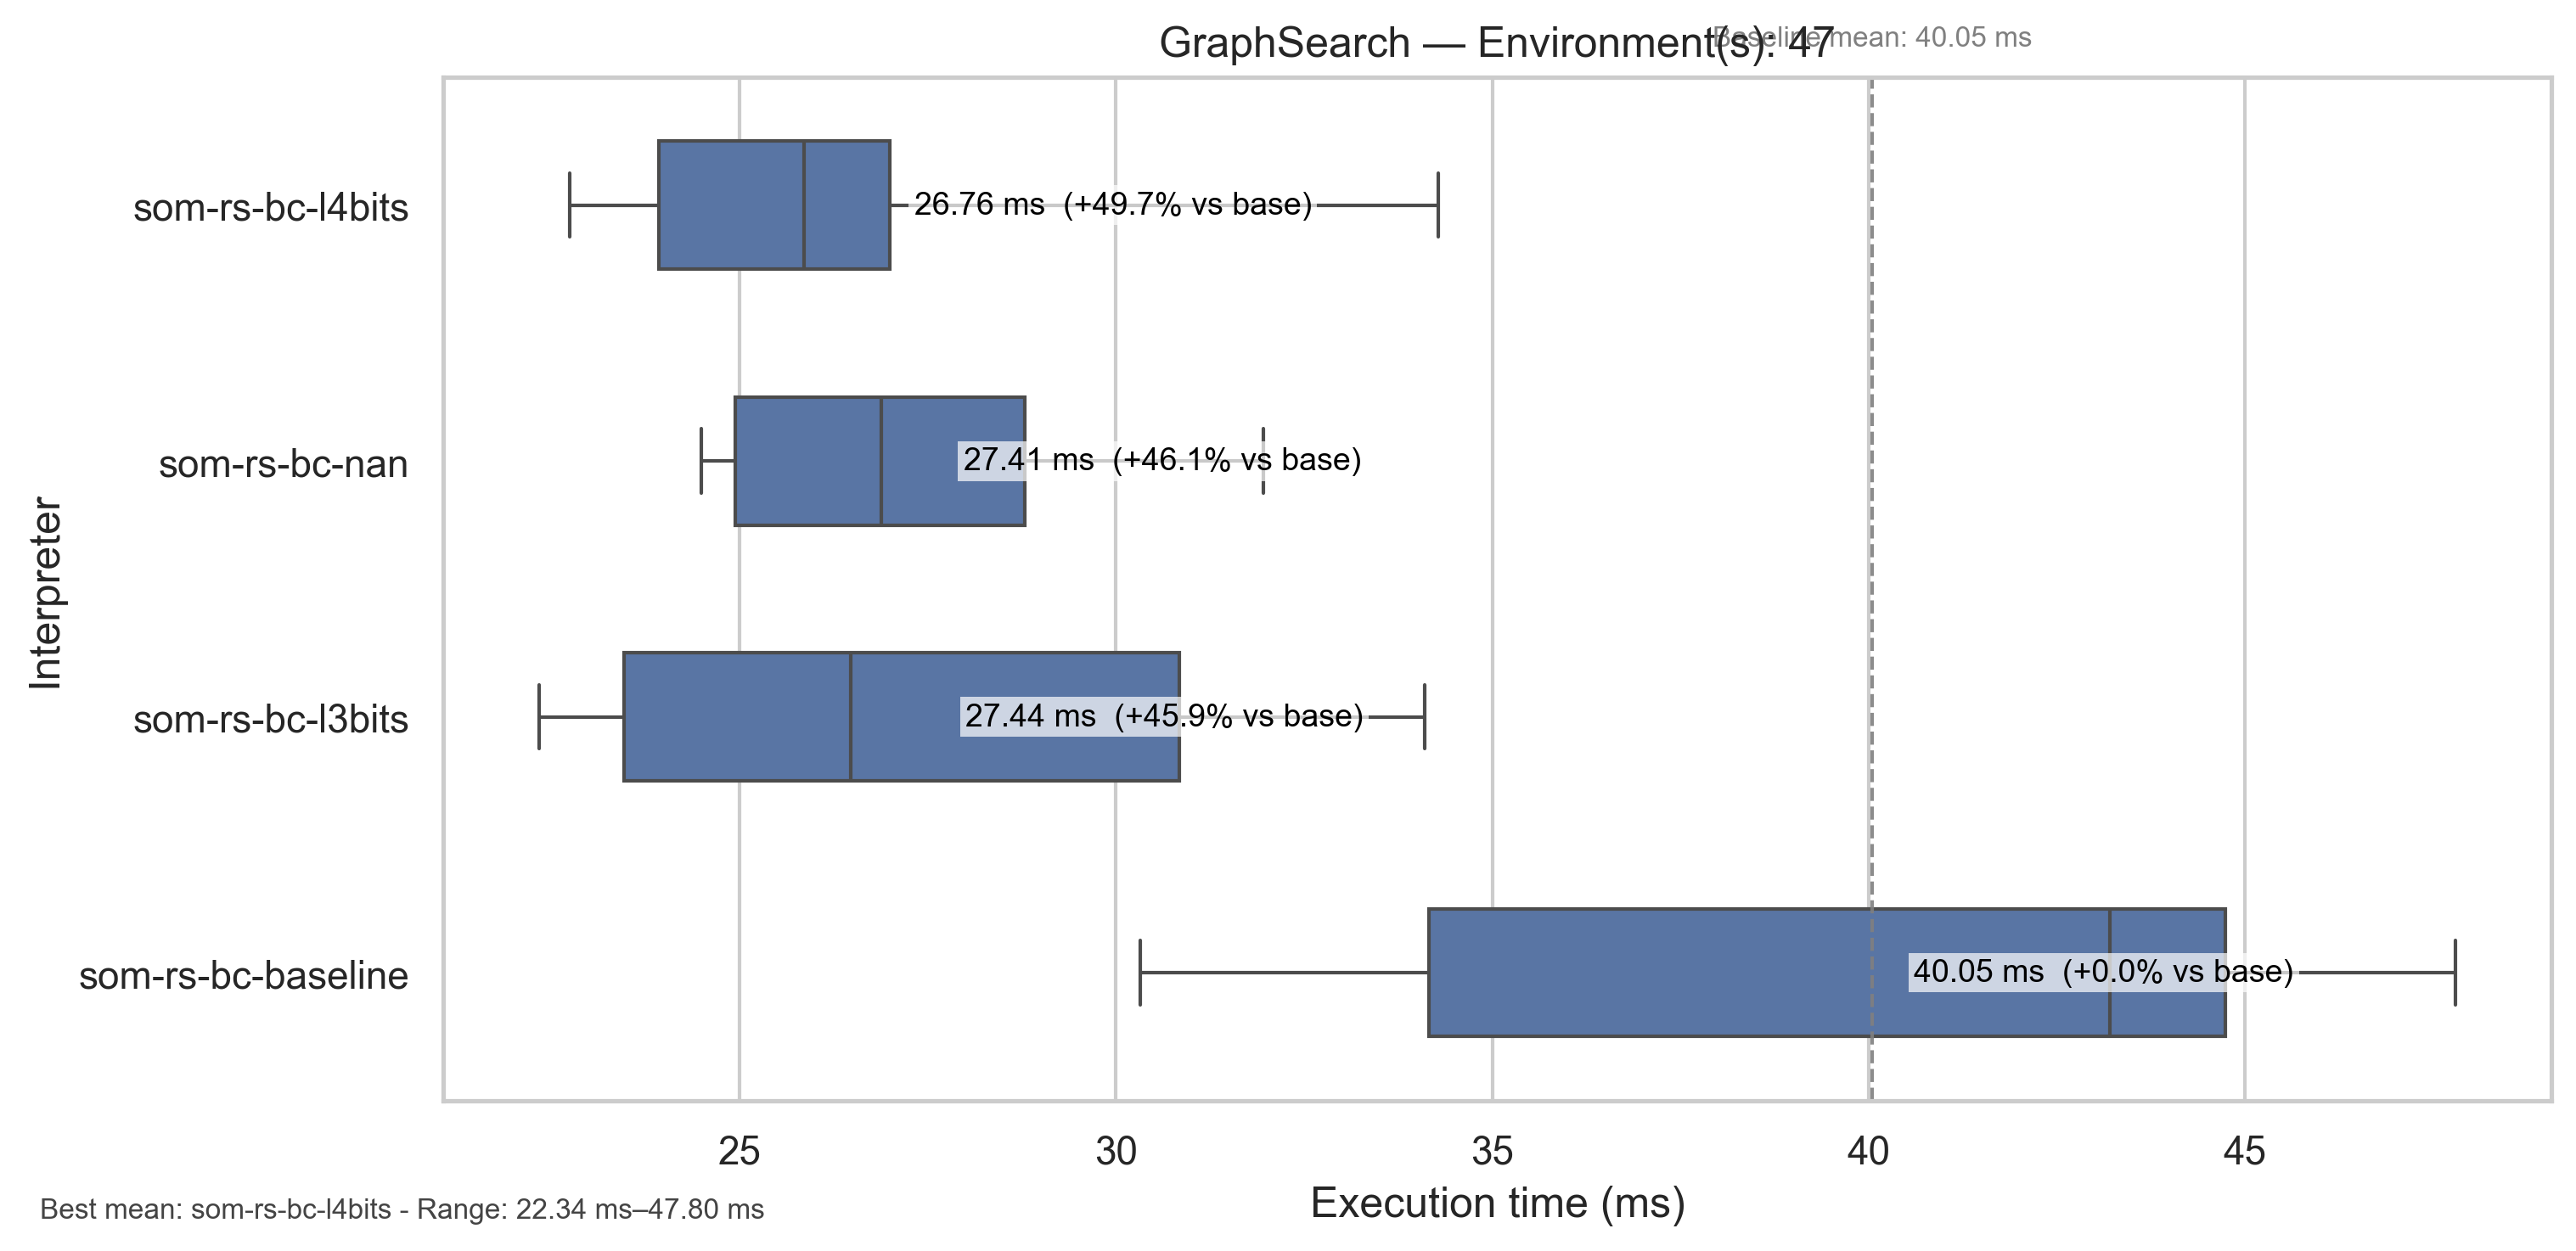 GraphSearch — Environment(s): 47
Baseline mean: 40.05 ms
som-rs-bc-l4bits
26.76 ms (+49.7% vs base)
som-rs-bc-nan
27.41 ms (+46.1% vs base)
Interpreter
som-rs-bc-l3bits
27.44 ms (+45.9% vs base)
som-rs-bc-baseline
40.05 ms (+0.0% vs base)
25 30 35 40 45
Execution time (ms)
Best mean: som-rs-bc-l4bits - Range: 22.34 ms–47.80 ms